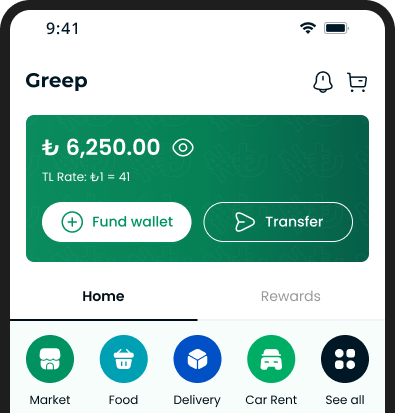 9:41
Greep
₺ 6,250.00
TL Rate: ₺1 = 41
Fund wallet Transfer
Home Rewards
Market Food Delivery Car Rent See all